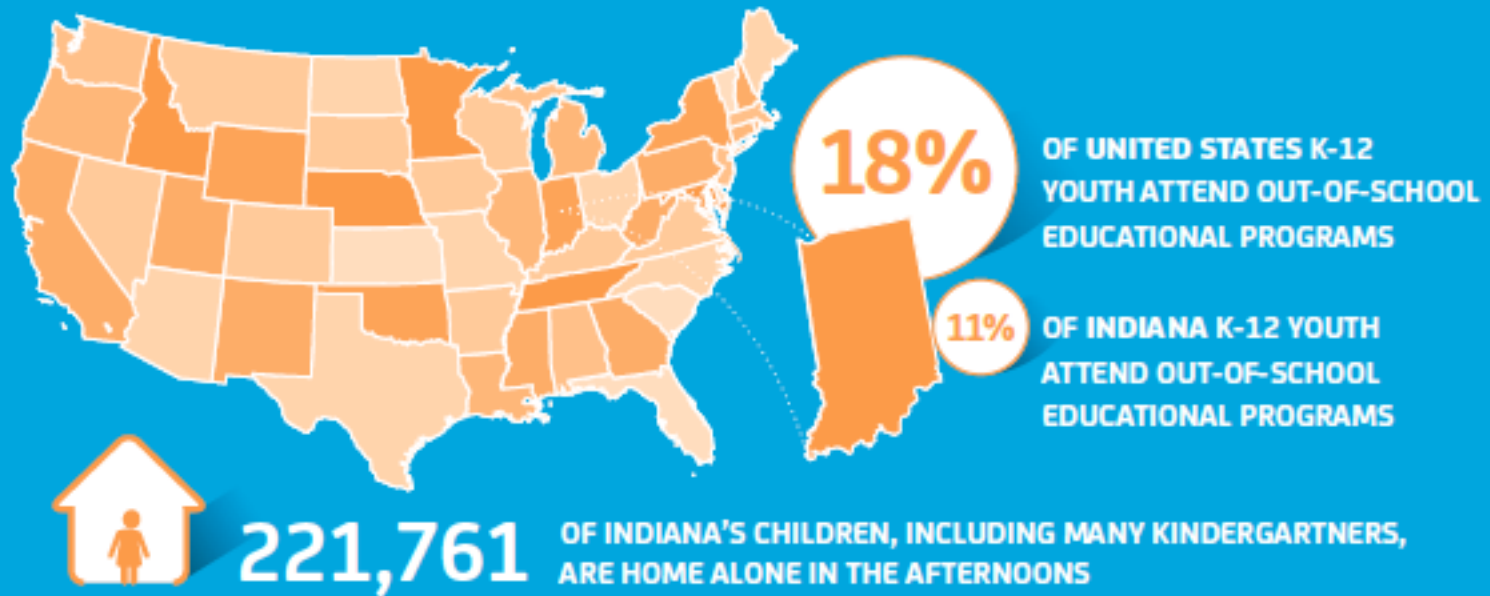 18%
OF UNITED STATES K-12
YOUTH ATTEND OUT-OF-SCHOOL
EDUCATIONAL PROGRAMS
11%
OF INDIANA K-12 YOUTH
ATTEND OUT-OF-SCHOOL
EDUCATIONAL PROGRAMS
221,761
OF INDIANA'S CHILDREN, INCLUDING MANY KINDERGARTNERS,
ARE HOME ALONE IN THE AFTERNOONS